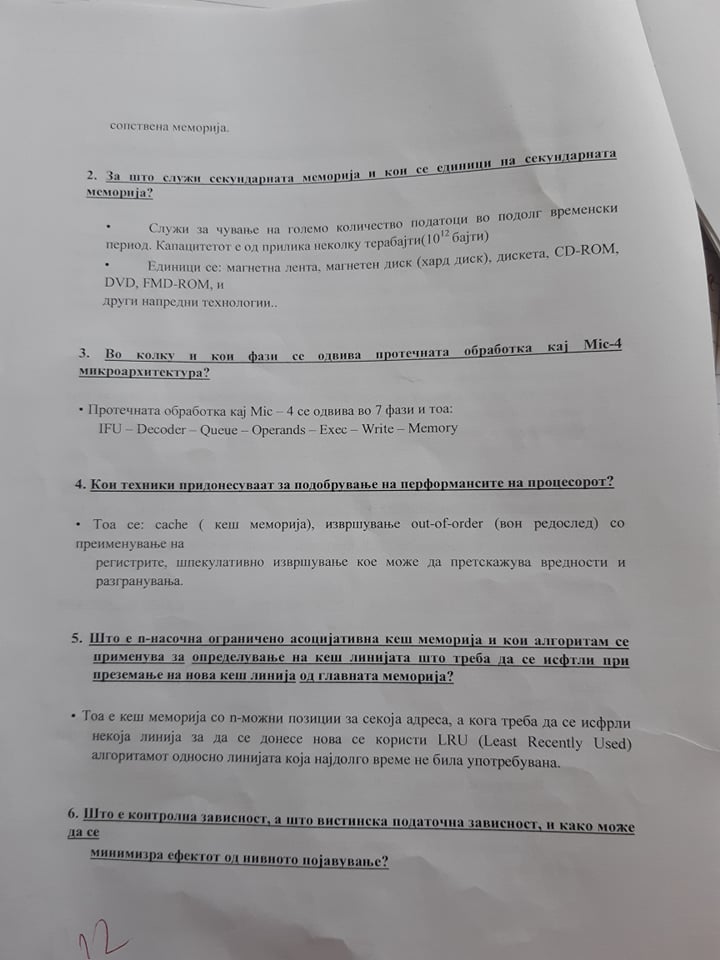 сопствена меморија.
2. За што служи секундарната меморија и кои се единици на секундарната
меморија?
• Служи за чување на големо количество податоци во подолг временски
период. Капацитетот е од прилика неколку терабајти(10¹² бајти)
• Единици се: магнетна лента, магнетен диск (хард диск), дискета, CD-ROM,
DVD, FMD-ROM, и
други напредни технологии..
3. Во колку и кои фази се одвива протечната обработка кај Mic-4
микроархитектура?
• Протечната обработка кај Mic – 4 се одвива во 7 фази и тоа:
IFU – Decoder – Queue – Operands – Exec – Write – Memory
4. Кои техники придонесуваат за подобрување на перформансите на процесорот?
• Тоа се: cache ( кеш меморија), извршување out-of-order (вон редослед) со
преименување на
регистрите, шпекулативно извршување кое може да претскажува вредности и
разгранувања.
5. Што е n-насочна ограничено асоцијативна кеш меморија и кои алгоритам се
применува за определување на кеш линијата што треба да се исфтли при
преземање на нова кеш линија од главната меморија?
• Тоа е кеш меморија со n-можни позиции за секоја адреса, а кога треба да се исфрли
некоја линија за да се донесе нова се користи LRU (Least Recently Used)
алгоритамот односно линијата која најдолго време не била употребувана.
6. Што е контролна зависност, а што вистинска податочна зависност, и како може
да се
минимизра ефектот од нивното појавување?
12